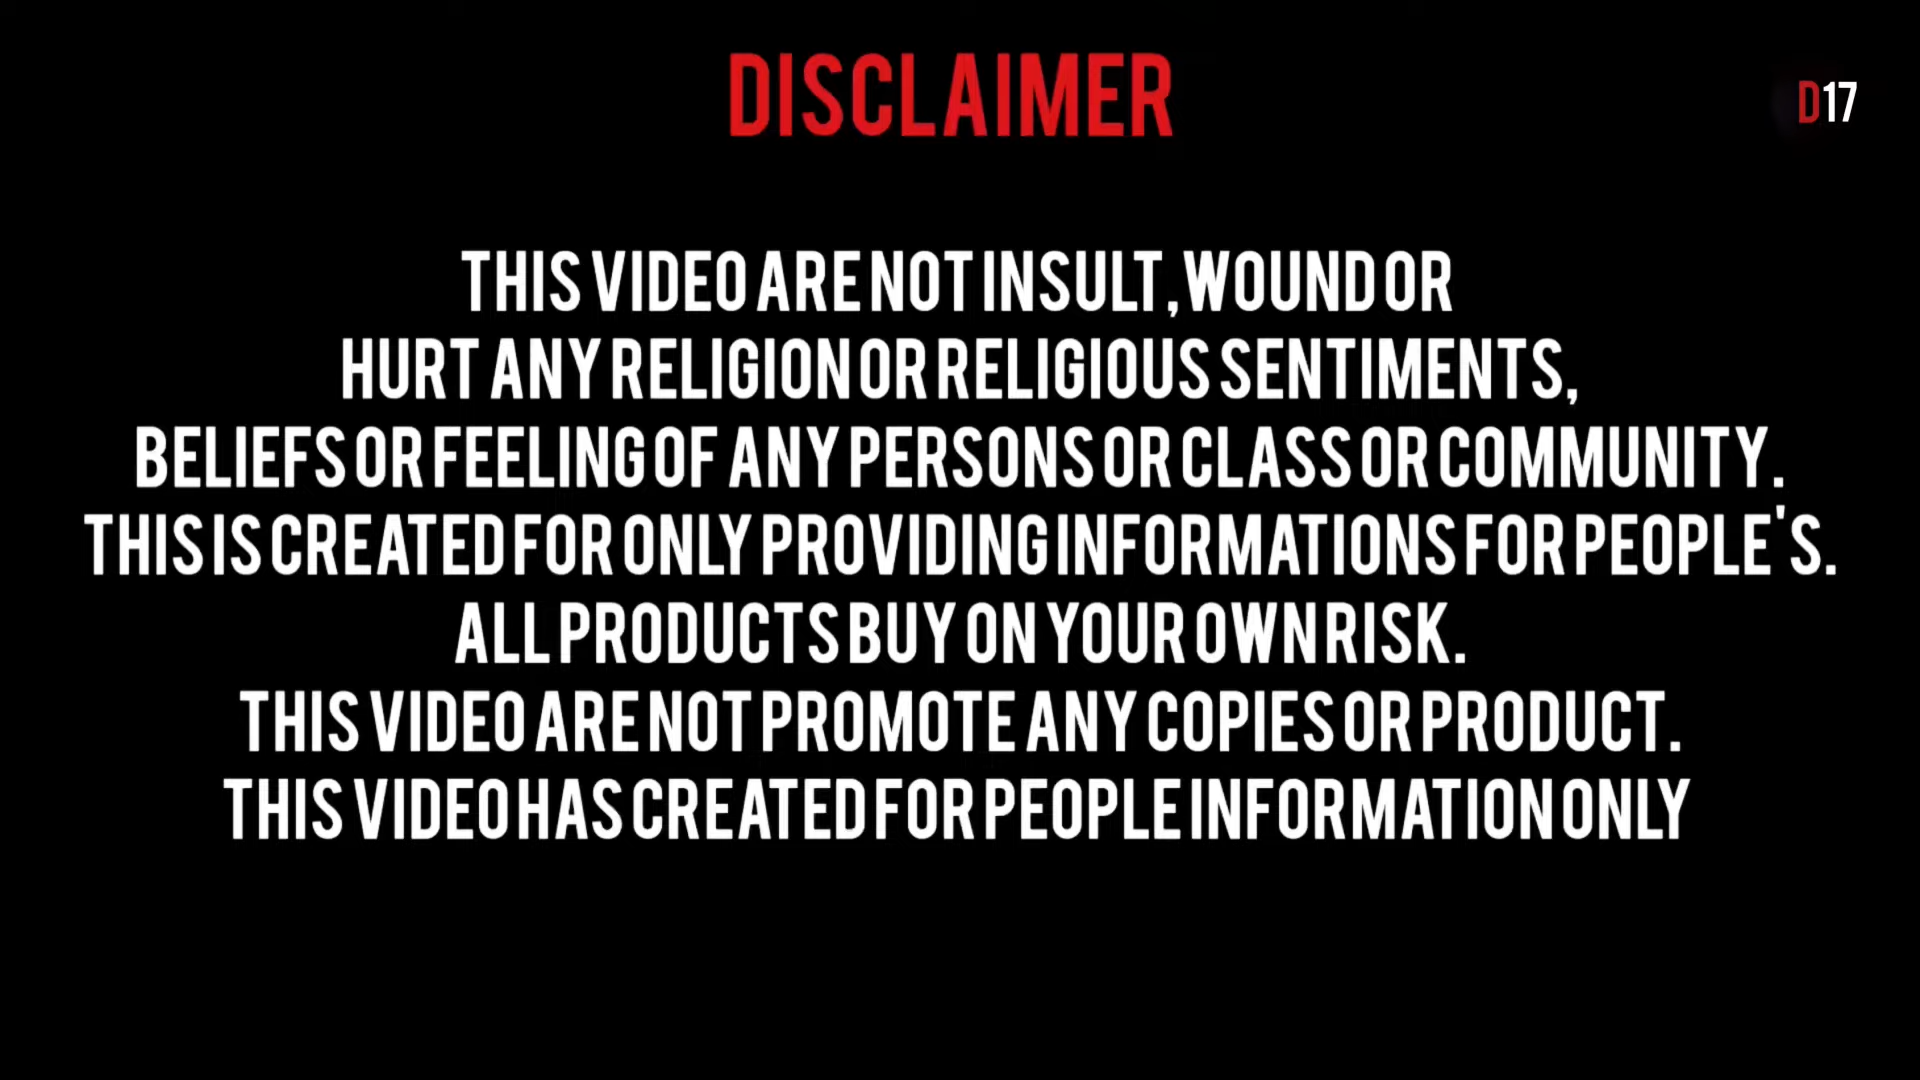 DISCLAIMER
D17
THIS VIDEO ARE NOT INSULT, WOUND OR
HURT ANY RELIGION OR RELIGIOUS SENTIMENTS,
BELIEFS OR FEELING OF ANY PERSONS OR CLASS OR COMMUNITY.
THIS IS CREATED FOR ONLY PROVIDING INFORMATIONS FOR PEOPLE'S.
ALL PRODUCTS BUY ON YOUR OWN RISK.
THIS VIDEO ARE NOT PROMOTE ANY COPIES OR PRODUCT.
THIS VIDEO HAS CREATED FOR PEOPLE INFORMATION ONLY